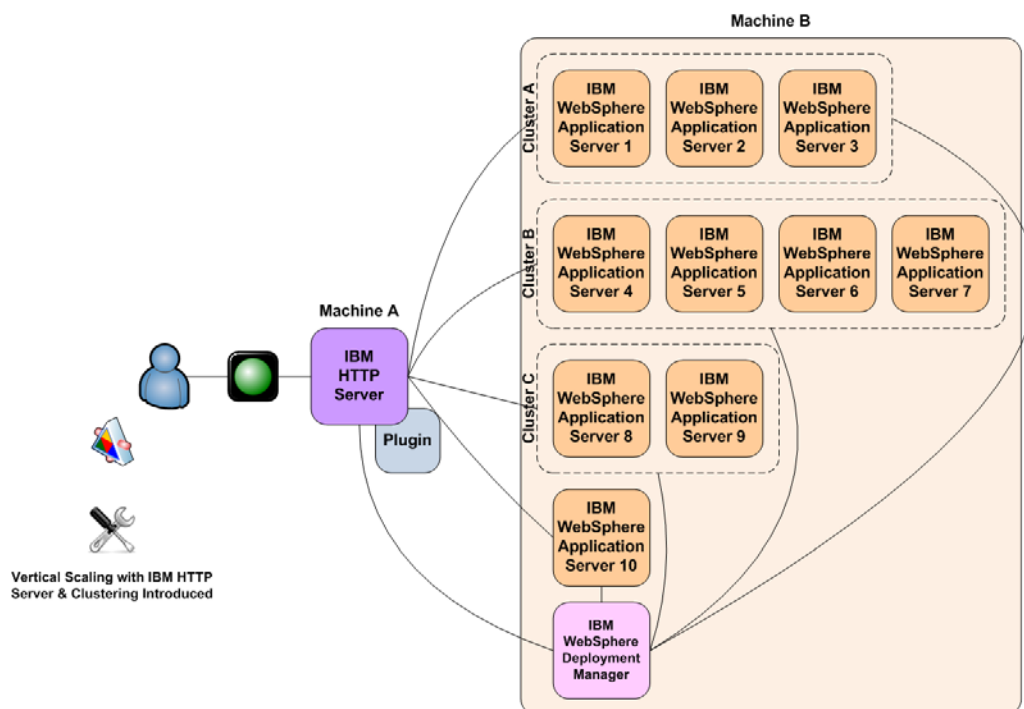 Machine B
Cluster A
IBM
WebSphere
Application
Server 1
IBM
WebSphere
Application
Server 2
IBM
WebSphere
Application
Server 3
Cluster B
IBM
WebSphere
Application
Server 4
IBM
WebSphere
Application
Server 5
IBM
WebSphere
Application
Server 6
IBM
WebSphere
Application
Server 7
Machine A
IBM
HTTP
Server
Plugin
Cluster C
IBM
WebSphere
Application
Server 8
IBM
WebSphere
Application
Server 9
IBM
WebSphere
Application
Server 10
IBM
WebSphere
Deployment
Manager
Vertical Scaling with IBM HTTP
Server & Clustering Introduced